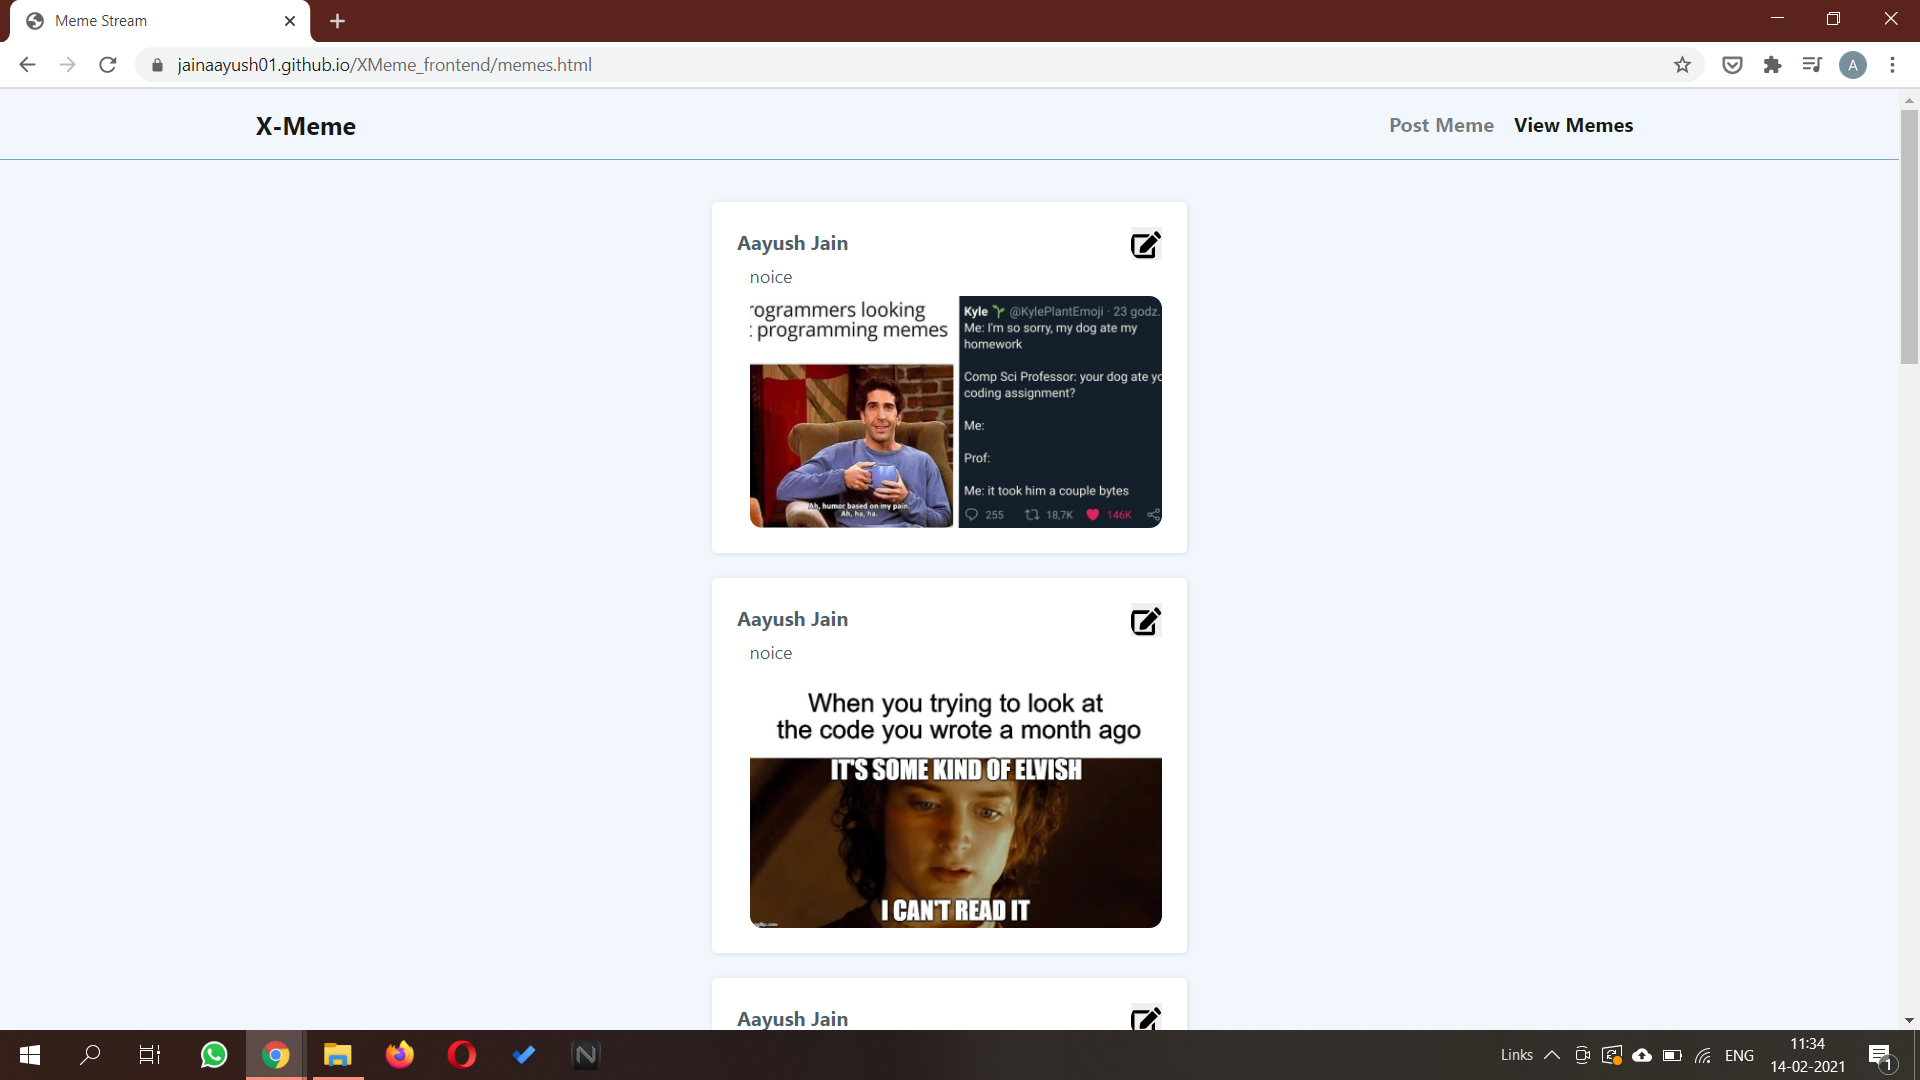 Meme Stream
jainaayush01.github.io/XMeme_frontend/memes.html
A
X-Meme
Post Meme
View Memes
Aayush Jain
noice
rogrammers looking
programming memes
Ah, humor based on my pain.
Ah, ha, ha.
Kyle @KylePlantEmoji · 23 godz.
Me: I'm so sorry, my dog ate my
homework
Comp Sci Professor: your dog ate yo
coding assignment?
Me:
Prof:
Me: it took him a couple bytes
255 18,7K 146K
Aayush Jain
noice
When you trying to look at
the code you wrote a month ago
IT'S SOME KIND OF ELVISH
I CAN'T READ IT
Aayush Jain
Links
ENG
11:34
14-02-2021
1